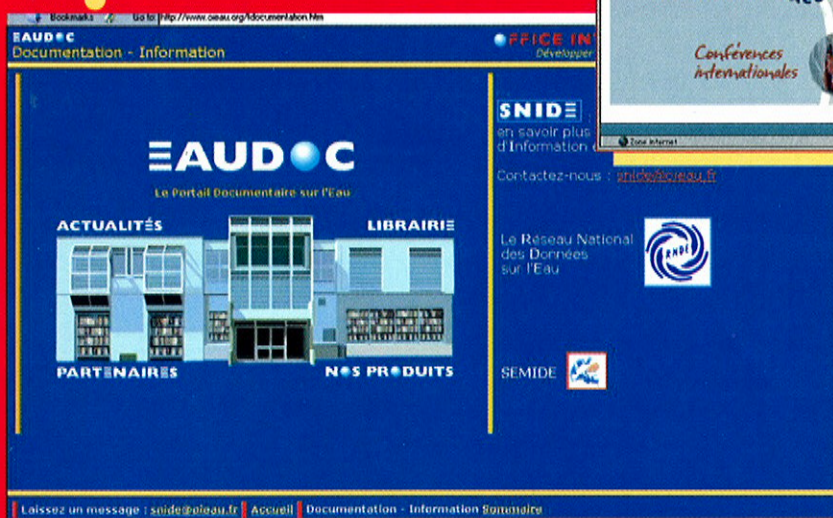 Bookmarks Go to: http://www.oieau.org/fdocumentation.htm
EAUDOC
Documentation - Information
OFFICE IN
Développer
Conférences
internationales
Zone internet
SNIDE
en savoir plus
d'Information
Contactez-nous : snide@oieau.fr
EAUDOC
Le Portail Documentaire sur l'Eau
ACTUALITÉS
LIBRAIRIE
PARTENAIRES
NOS PRODUITS
Le Réseau National
des Données
sur l'Eau
RNDE
SEMIDE
Laissez un message : snide@oieau.fr Accueil Documentation - Information Sommaire